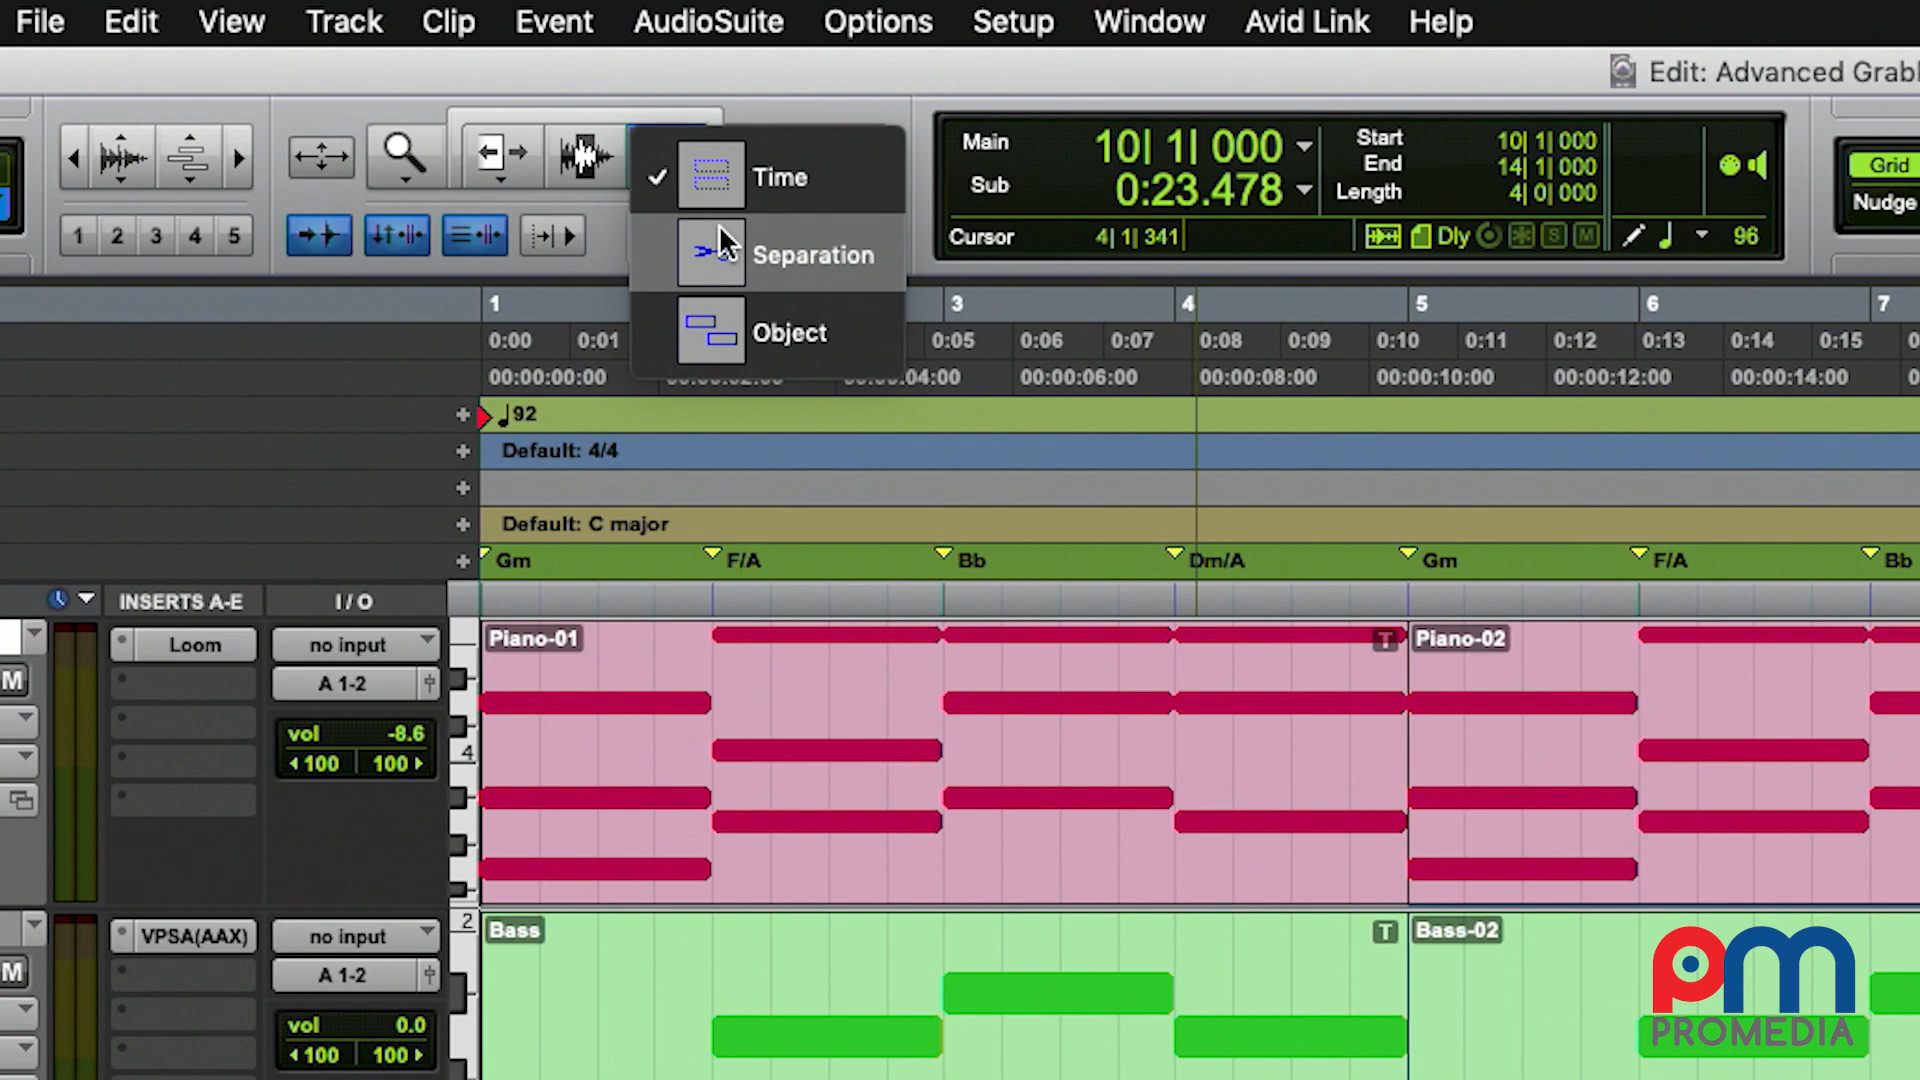 File Edit View Track Clip Event AudioSuite Options Setup Window Avid Link Help
Edit: Advanced Grabb
Main 10| 1| 000
Sub 0:23.478
Start 10| 1| 000
End 14| 1| 000
Length 4| 0| 000
Cursor 4| 1| 341
Dly S M 96
Grid
Nudge
1 2 3 4 5
✓ Time
Separation
Object
1 3 4 5 6 7
0:00 0:01 0:05 0:06 0:07 0:08 0:09 0:10 0:11 0:12 0:13 0:14 0:15
00:00:00:00 04:00 00:00:06:00 00:00:08:00 00:00:10:00 00:00:12:00 00:00:14:00
92
Default: 4/4
Default: C major
Gm F/A Bb Dm/A Gm F/A Bb
INSERTS A-E I / O
Loom no input
M A 1-2
vol -8.6
100 100
4
Piano-01 T Piano-02
VPSA(AAX) no input
M A 1-2
vol 0.0
100 100
2
Bass T Bass-02
pm
PROMEDIA